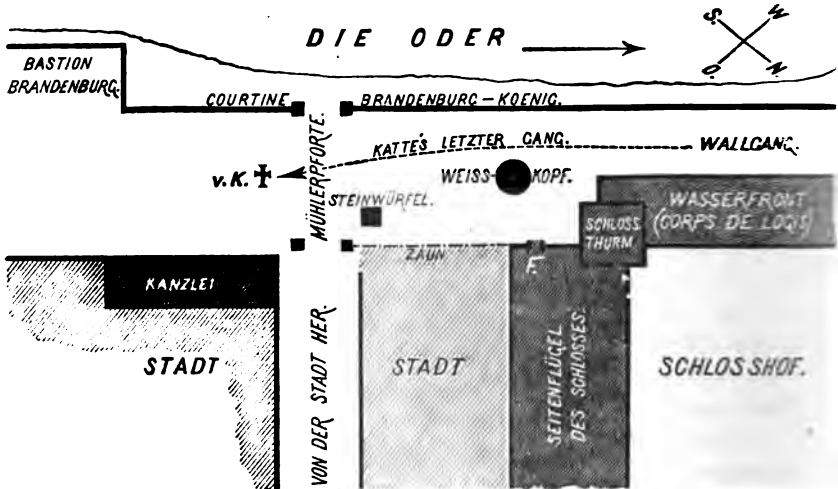 DIE ODER
S.
W.
O.
N.
BASTION
BRANDENBURG.
COURTINE
BRANDENBURG-KOENIG.
MÜHLERPFORTE.
KATTE'S LETZTER GANG.
WALLGANG.
v. K.
WEISS-KOPF.
STEINWÜRFEL.
WASSERFRONT
(CORPS DE LOGIS)
SCHLOSS
THURM.
ZAUN
F.
KANZLEI
STADT
VON DER STADT HER.
STADT
SEITENFLÜGEL
DES SCHLOSSES.
SCHLOSSHOF.